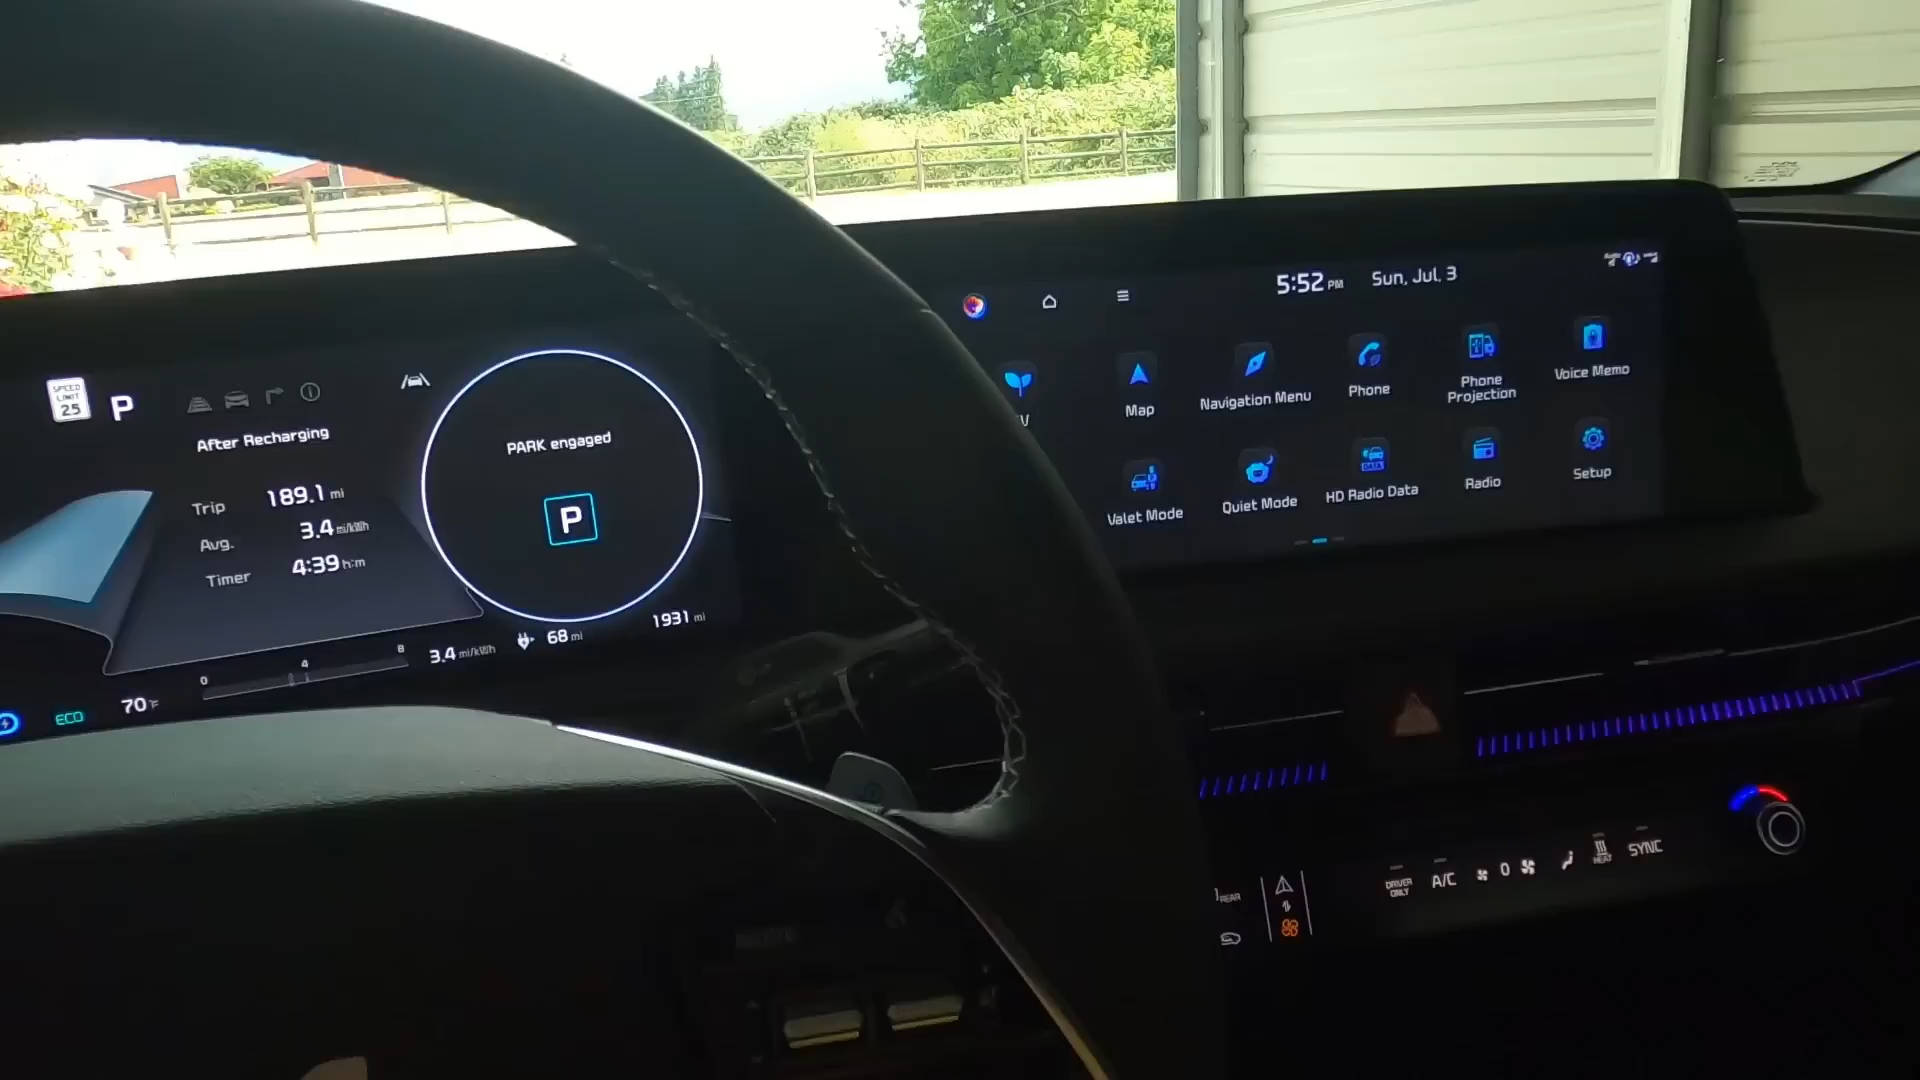 SPEED
LIMIT
25
P
After Recharging
Trip 189.1 mi
Avg. 3.4 mi/kWh
Timer 4:39 h:m
PARK engaged
P
0 4 8
3.4 mi/kWh
68 mi
1931 mi
ECO
70°F
5:52 PM Sun, Jul. 3
Map
Navigation Menu
Phone
Phone
Projection
Voice Memo
Valet Mode
Quiet Mode
HD Radio Data
DATA
Radio
Setup
REAR
DRIVER
ONLY
A/C
0
HEAT
SYNC